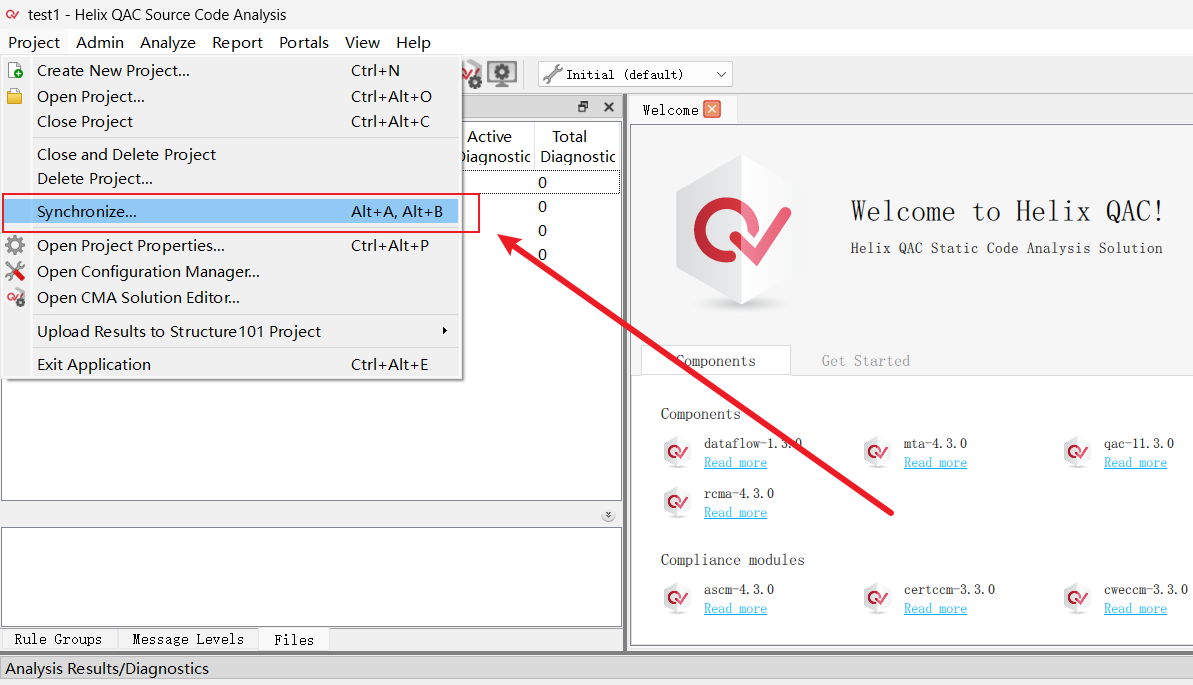 test1 - Helix QAC Source Code Analysis
Project Admin Analyze Report Portals View Help
Create New Project... Ctrl+N
Open Project... Ctrl+Alt+O
Close Project Ctrl+Alt+C
Close and Delete Project
Delete Project...
Synchronize... Alt+A, Alt+B
Open Project Properties... Ctrl+Alt+P
Open Configuration Manager...
Open CMA Solution Editor...
Upload Results to Structure101 Project
Exit Application Ctrl+Alt+E
Initial (default)
Active Total
Diagnostic Diagnostic
0
0
0
0
Rule Groups Message Levels Files
Welcome
Welcome to Helix QAC!
Helix QAC Static Code Analysis Solution
Components Get Started
Components
dataflow-1.3.0 mta-4.3.0 qac-11.3.0
Read more Read more Read more
rcma-4.3.0
Read more
Compliance modules
ascm-4.3.0 certccm-3.3.0 cweccm-3.3.0
Read more Read more Read more
Analysis Results/Diagnostics